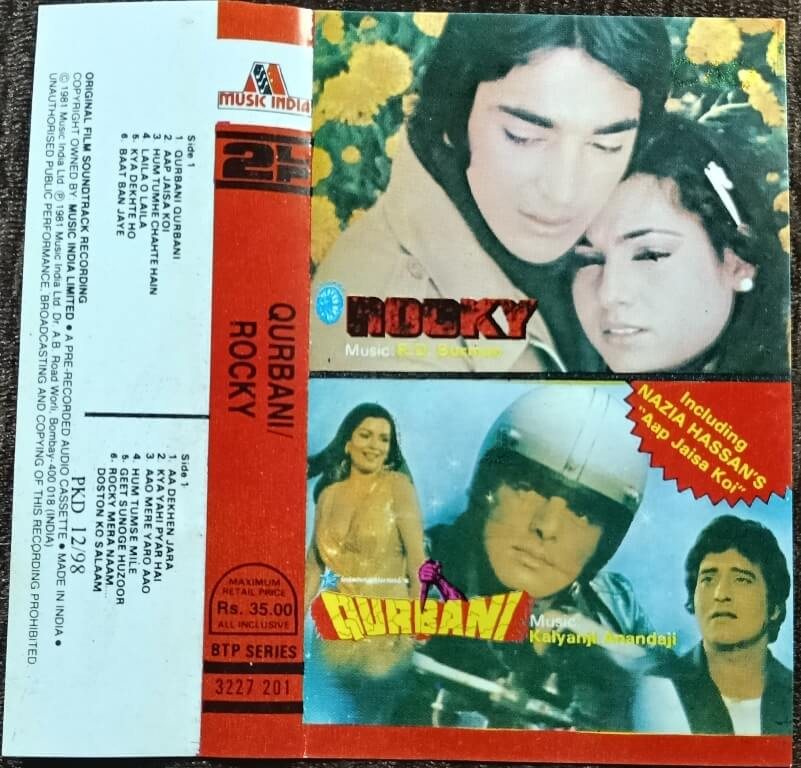 ORIGINAL FILM SOUNDTRACK RECORDING
COPYRIGHT OWNED BY: MUSIC INDIA LIMITED • A PRE-RECORDED AUDIO CASSETTE • MADE IN INDIA •
© 1981 Music India Ltd ℗ 1981 Music India Ltd. Dr. A. B. Road Worli, Bombay-400 018 (INDIA)
UNAUTHORISED PUBLIC PERFORMANCE, BROADCASTING AND COPYING OF THIS RECORDING PROHIBITED
PKD 12/98
Side 1
1. QURBANI QURBANI
2. AAP JAISA KOI
3. HUM TUMHE CHAHTE HAIN
4. LAILA O LAILA
5. KYA DEKHTE HO
6. BAAT BAN JAYE
Side 1
1. AA DEKHEN JARA
2. KYA YAHI PYAR HAI
3. AAO MERE YARO AAO
4. HUM TUMSE MILE
5. GEET SUNOGE HUZOOR
6. ROCKY MERA NAAM...
DOSTON KO SALAAM
MUSIC INDIA
2LP
QURBANI/
ROCKY
MAXIMUM
RETAIL PRICE
Rs. 35.00
ALL INCLUSIVE
BTP SERIES
3227 201
ROCKY
Music: R.D. Burman
Including
NAZIA HASSAN'S
"Aap Jaisa Koi"
QURBANI
Music
Kalyanji Anandaji